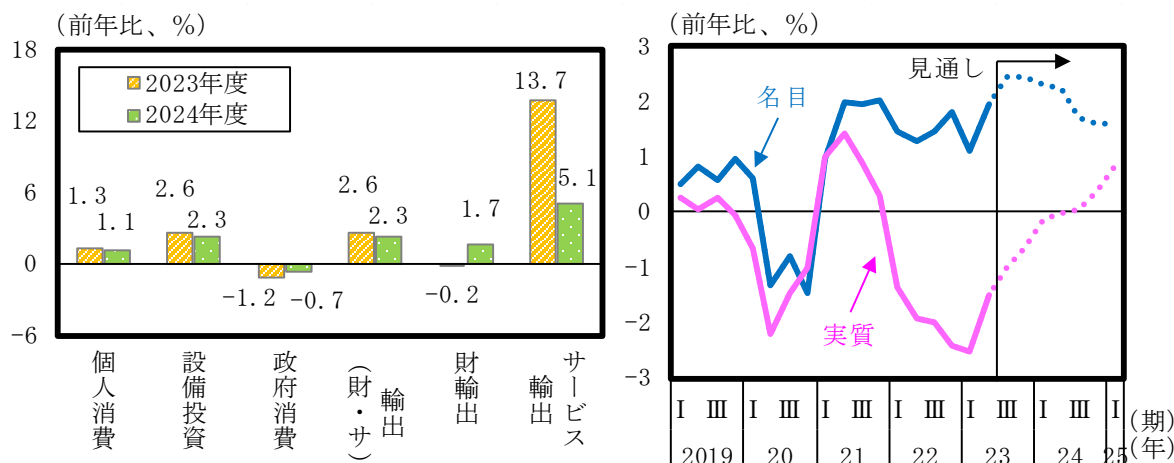 (前年比、%)
18
12
6
0
-6
2023年度
2024年度
1.3
1.1
2.6
2.3
-1.2
-0.7
2.6
2.3
-0.2
1.7
13.7
5.1
個人消費
設備投資
政府消費
輸出
(財・サ)
財輸出
サービス
輸出
(前年比、%)
3
2
1
0
-1
-2
-3
見通し
名目
実質
Ⅰ Ⅲ Ⅰ Ⅲ Ⅰ Ⅲ Ⅰ Ⅲ Ⅰ Ⅲ Ⅰ Ⅲ Ⅰ (期)
2019 20 21 22 23 24 25 (年)